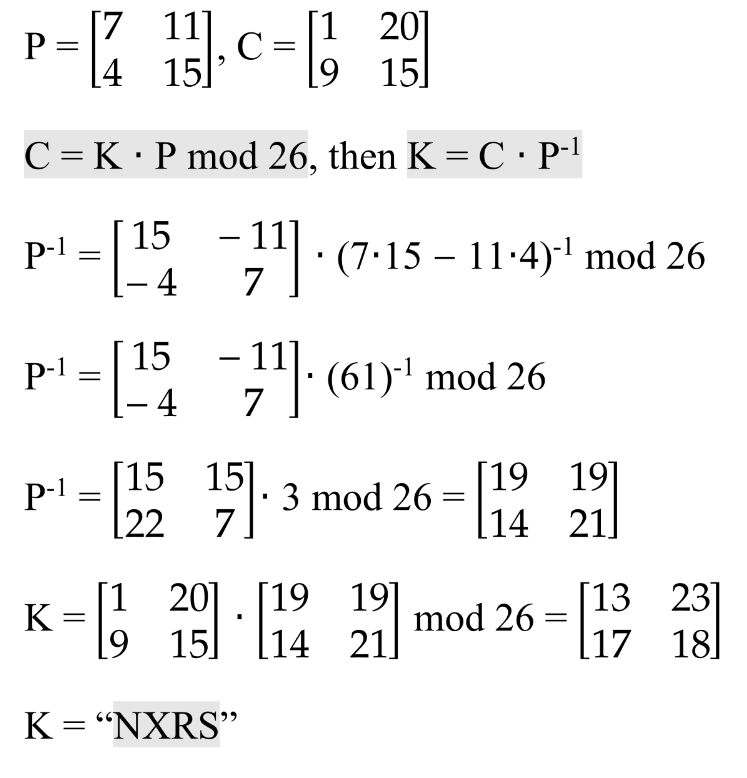 P = [7 11
4 15], C = [1 20
9 15]
C = K · P mod 26, then K = C · P⁻¹
P⁻¹ = [15 − 11
− 4 7] · (7·15 − 11·4)⁻¹ mod 26
P⁻¹ = [15 − 11
− 4 7] · (61)⁻¹ mod 26
P⁻¹ = [15 15
22 7] · 3 mod 26 = [19 19
14 21]
K = [1 20
9 15] · [19 19
14 21] mod 26 = [13 23
17 18]
K = “NXRS”